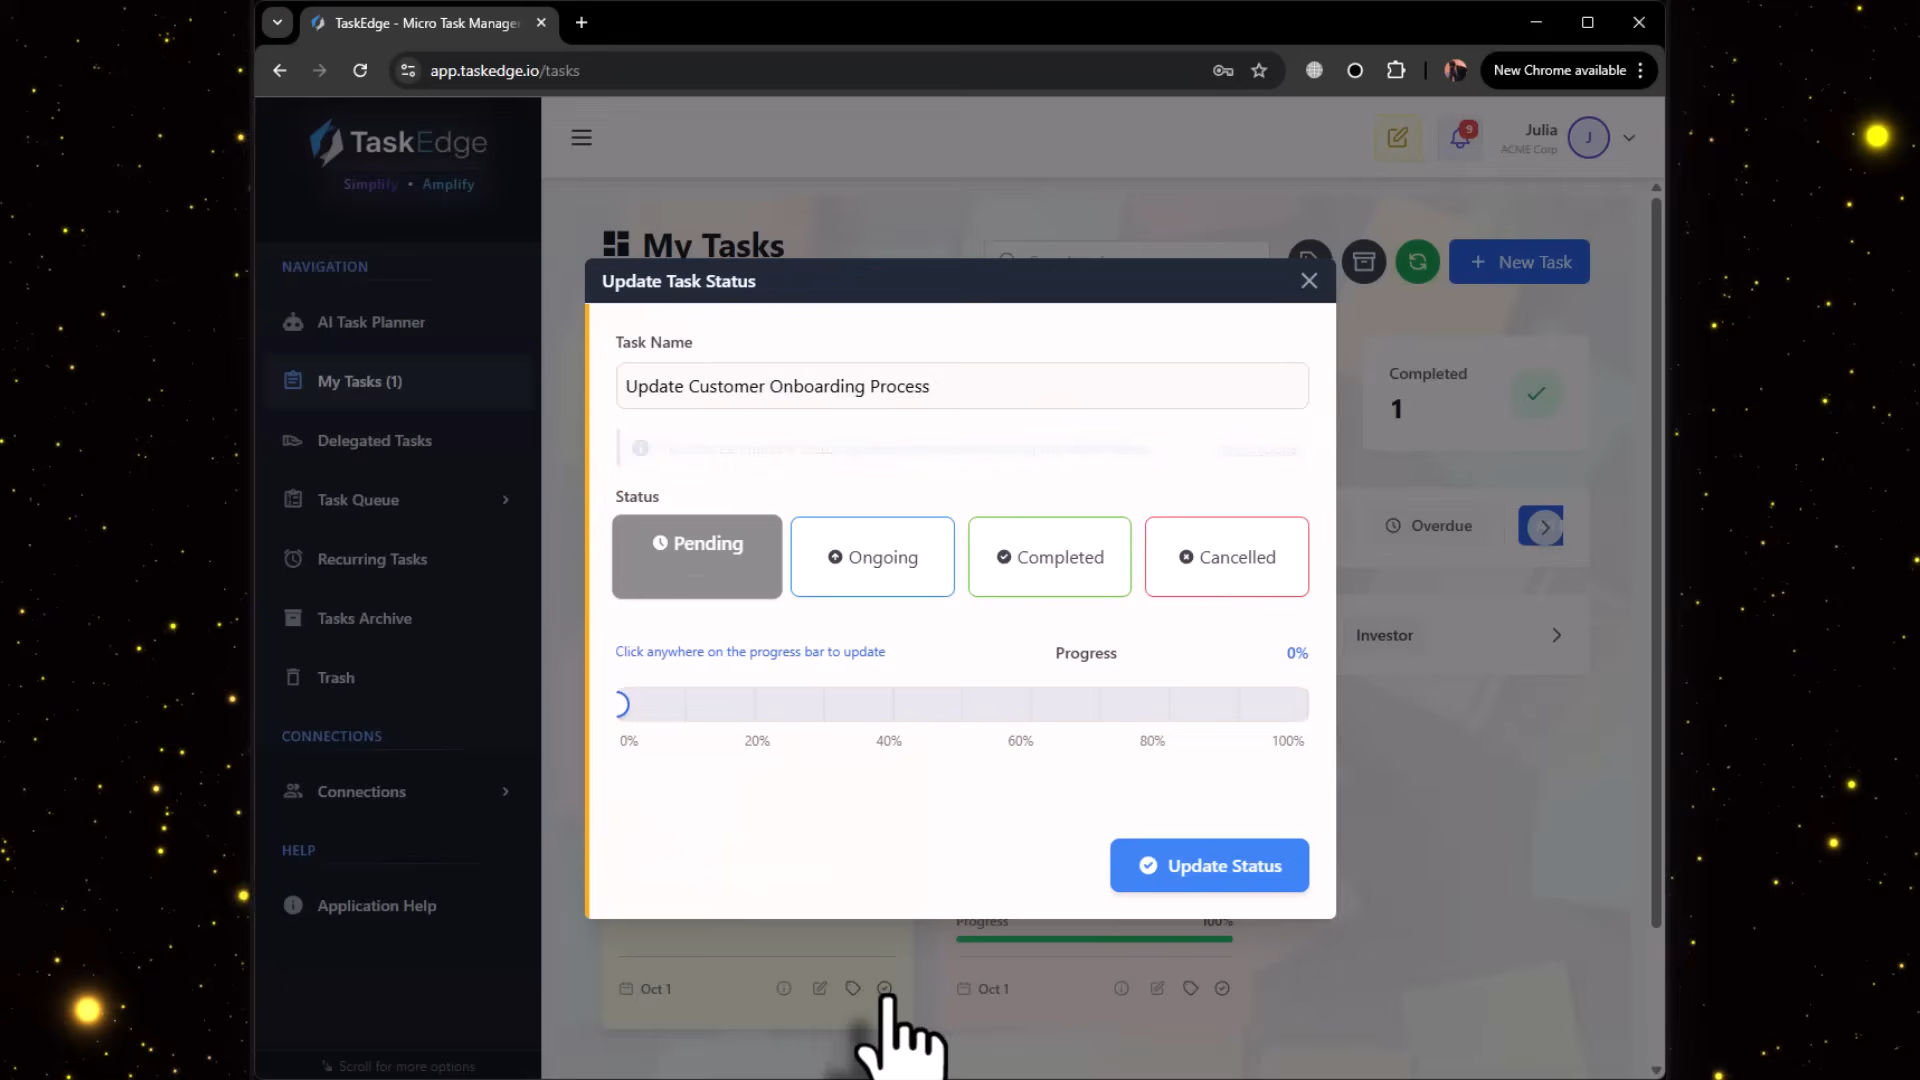 TaskEdge - Micro Task Manage
app.taskedge.io/tasks
New Chrome available
TaskEdge
Simplify • Amplify
9
Julia
ACME Corp
J
NAVIGATION
AI Task Planner
My Tasks (1)
Delegated Tasks
Task Queue
Recurring Tasks
Tasks Archive
Trash
CONNECTIONS
Connections
HELP
Application Help
Scroll for more options
My Tasks
+ New Task
Completed
1
Overdue
Investor
Update Task Status
Task Name
Update Customer Onboarding Process
Status
Pending
Ongoing
Completed
Cancelled
Click anywhere on the progress bar to update
Progress
0%
0%
20%
40%
60%
80%
100%
Update Status
Progress
100%
Oct 1
Oct 1